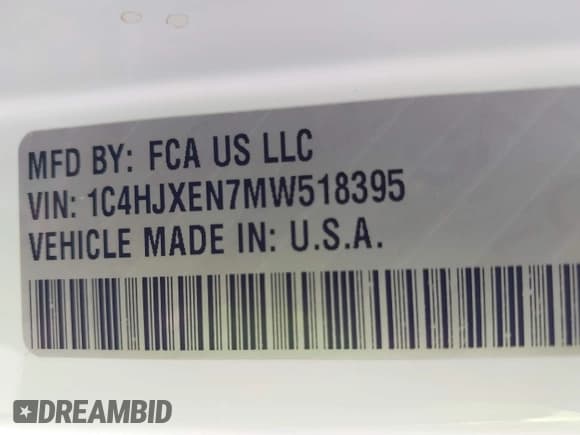 MFD BY: FCA US LLC
VIN: 1C4HJXEN7MW518395
VEHICLE MADE IN: U.S.A.
DREAMBID